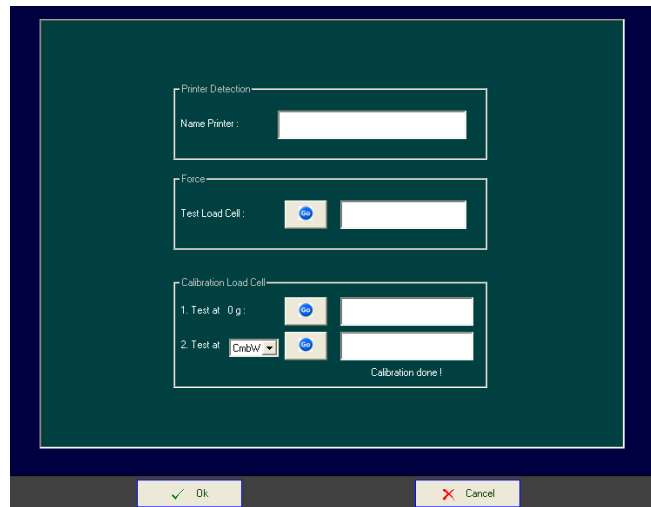 Printer Detection
Name Printer :
Force
Test Load Cell :
Go
Calibration Load Cell
1. Test at 0 g :
Go
2. Test at
CmbW
Go
Calibration done !
Ok
Cancel